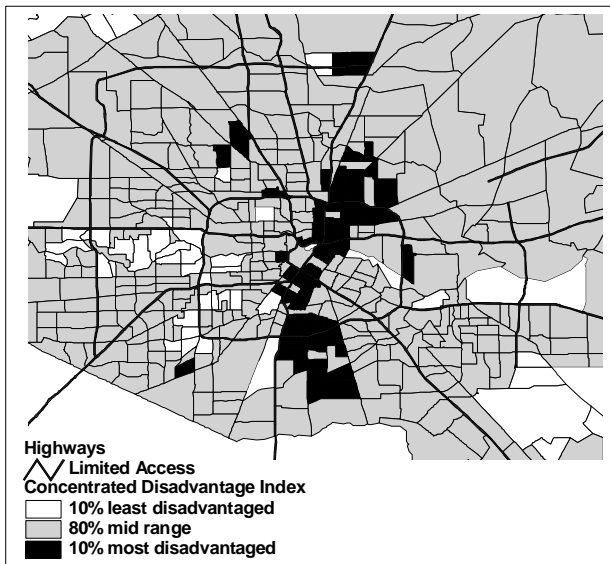 Highways
Limited Access
Concentrated Disadvantage Index
10% least disadvantaged
80% mid range
10% most disadvantaged